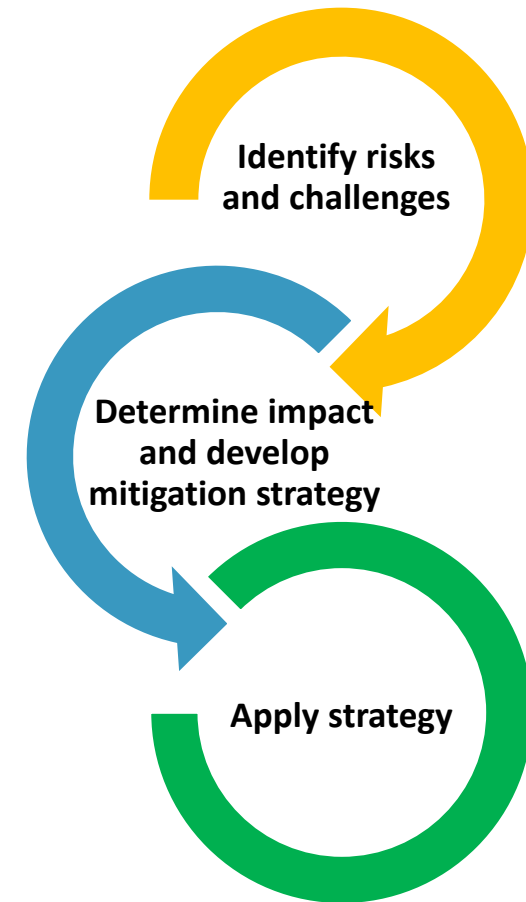 Identify risks
and challenges
Determine impact
and develop
mitigation strategy
Apply strategy